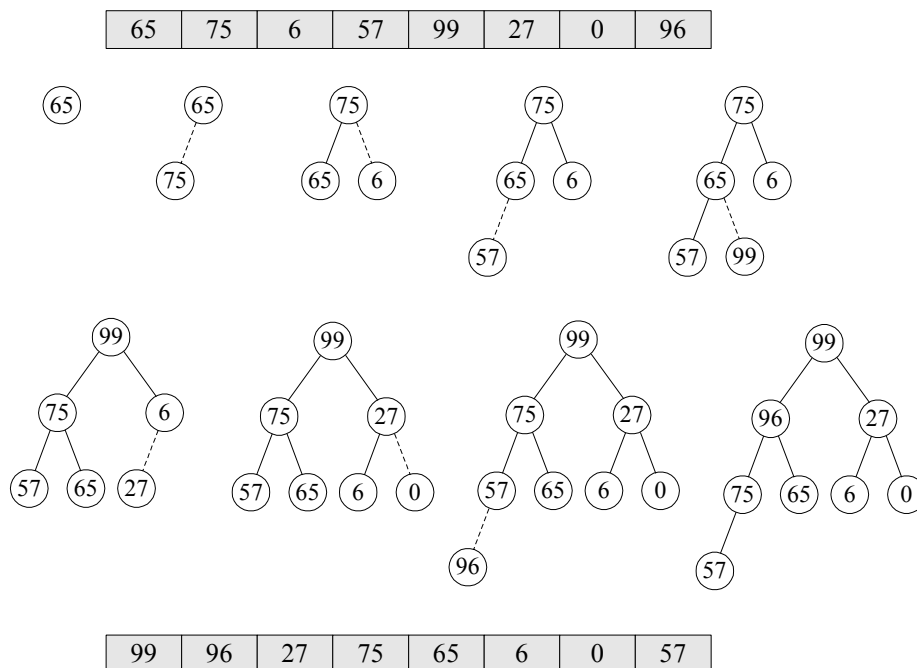 65 75 6 57 99 27 0 96
65 65 75 75 75
75 65 6 65 6 65 6
57 57 99
99 99 99 99
75 6 75 27 75 27 96 27
57 65 27 57 65 6 0 57 65 6 0 75 65 6 0
96 57
99 96 27 75 65 6 0 57